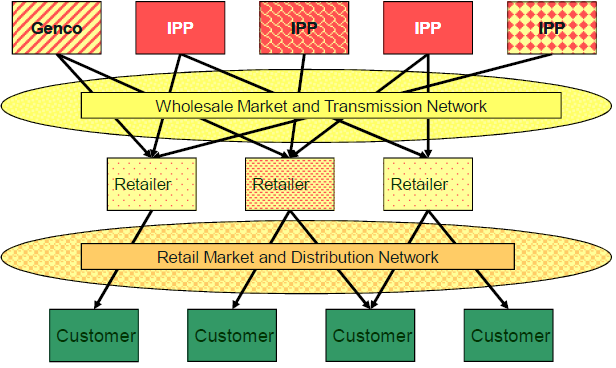 Genco
IPP
IPP
IPP
IPP
Wholesale Market and Transmission Network
Retailer
Retailer
Retailer
Retail Market and Distribution Network
Customer
Customer
Customer
Customer